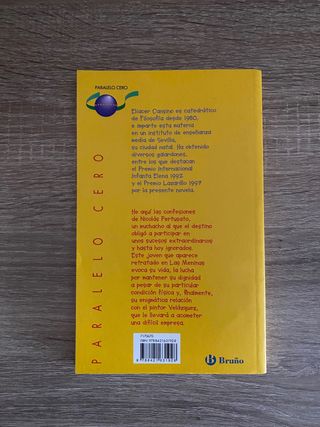 PARALELO CERO
PARALELO CERO
Eliacer Cansino es catedrático
de Filosofía desde 1980,
e imparte esta materia
en un instituto de enseñanza
media de Sevilla,
su ciudad natal. Ha obtenido
diversos galardones,
entre los que destacan
el Premio Internacional
Infanta Elena 1992
y el Premio Lazarillo 1997
por la presente novela.
He aquí las confesiones
de Nicolás Pertusato,
un muchacho al que el destino
obligó a participar en
unos sucesos extraordinarios
y hasta hoy ignorados.
Este joven que aparece
retratado en Las Meninas
evoca su vida, la lucha
por mantener su dignidad
a pesar de su particular
condición física y, finalmente,
su enigmática relación
con el pintor Velázquez,
que le llevará a acometer
una difícil empresa.
Bruño